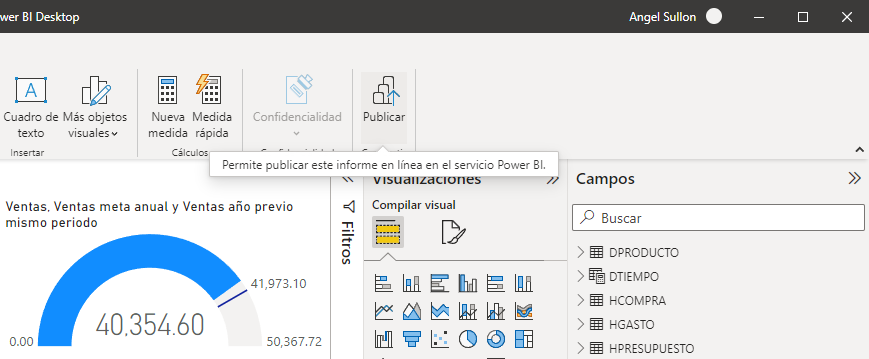 wer BI Desktop
Angel Sullon
Cuadro de texto
Más objetos visuales
Nueva medida
Medida rápida
Confidencialidad
Publicar
Insertar
Cálculos
Permite publicar este informe en línea en el servicio Power BI.
Visualizaciones
Campos
Ventas, Ventas meta anual y Ventas año previo
mismo periodo
Filtros
Compilar visual
Buscar
DPRODUCTO
DTIEMPO
HCOMPRA
HGASTO
HPRESUPUESTO
41,973.10
40,354.60
0.00
50,367.72